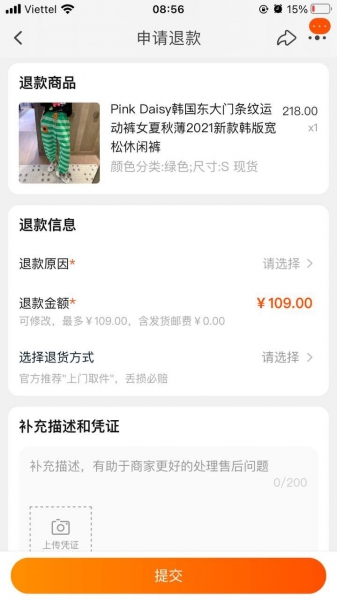 Viettel 08:56 15%
申请退款
退款商品
Pink Daisy韩国东大门条纹运 218.00
动裤女夏秋薄2021新款韩版宽 x1
松休闲裤
颜色分类:绿色;尺寸:S 现货
退款信息
退款原因* 请选择 >
退款金额* ￥109.00
可修改，最多￥109.00，含发货邮费￥0.00
选择退货方式 请选择 >
官方推荐"上门取件"，丢损必赔
补充描述和凭证
补充描述，有助于商家更好的处理售后问题
0/200
上传凭证
提交